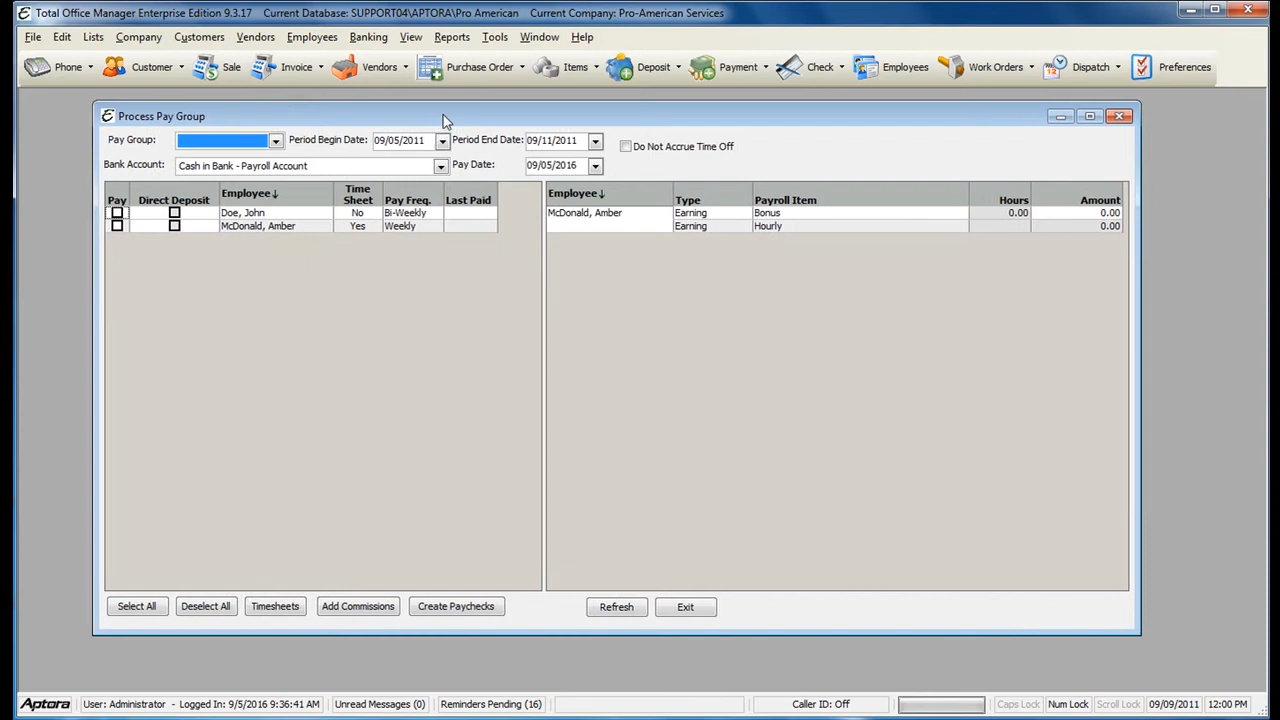 Total Office Manager Enterprise Edition 9.3.17 Current Database: SUPPORT04\APTORA\Pro American Current Company: Pro-American Services
File Edit Lists Company Customers Vendors Employees Banking View Reports Tools Window Help
Phone Customer Sale Invoice Vendors Purchase Order Items Deposit Payment Check Employees Work Orders Dispatch Preferences
Process Pay Group
Pay Group: Period Begin Date: 09/05/2011 Period End Date: 09/11/2011 Do Not Accrue Time Off
Bank Account: Cash in Bank - Payroll Account Pay Date: 09/05/2016
Pay Direct Deposit Employee Time Sheet Pay Freq. Last Paid Employee Type Payroll Item Hours Amount
Doe, John No Bi-Weekly McDonald, Amber Earning Bonus 0.00 0.00
McDonald, Amber Yes Weekly Earning Hourly 0.00
Select All Deselect All Timesheets Add Commissions Create Paychecks Refresh Exit
Aptora User: Administrator - Logged In: 9/5/2016 9:36:41 AM Unread Messages (0) Reminders Pending (16) Caller ID: Off Caps Lock Num Lock Scroll Lock 09/09/2011 12:00 PM